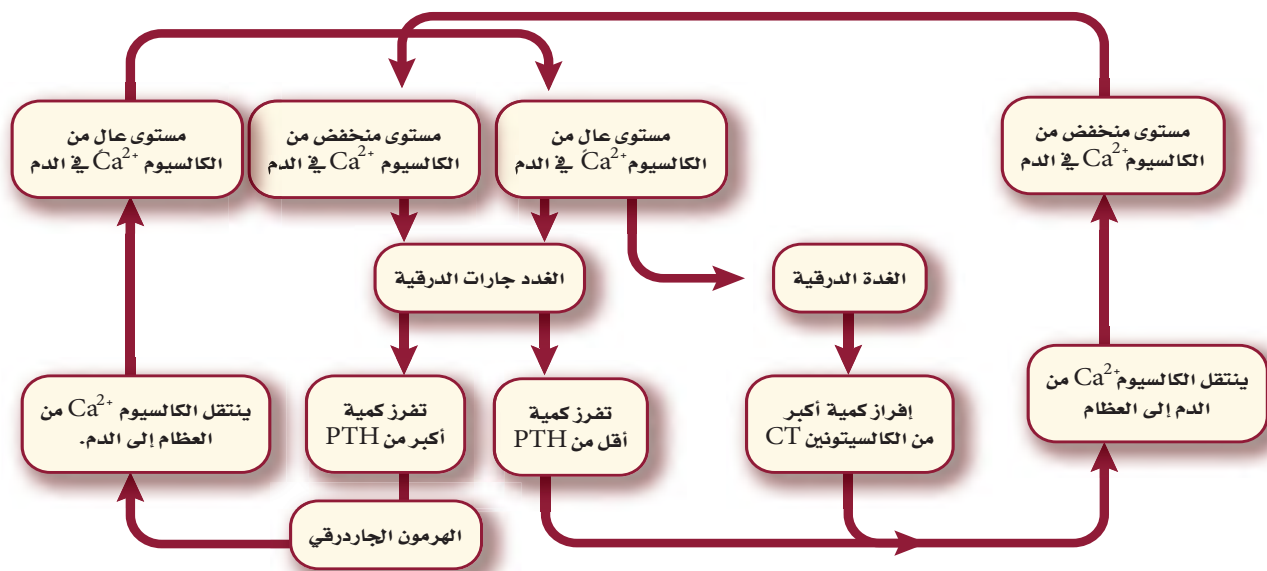 مستوى منخفض من
الكالسيوم Ca²⁺ في الدم
مستوى عال من
الكالسيوم Ca²⁺ في الدم
مستوى منخفض من
الكالسيوم Ca²⁺ في الدم
مستوى عال من
الكالسيوم Ca²⁺ في الدم
الغدة الدرقية
الغدد جارات الدرقية
ينتقل الكالسيوم Ca²⁺ من
الدم إلى العظام
إفراز كمية أكبر
من الكالسيتونين CT
تفرز كمية
أقل من PTH
تفرز كمية
أكبر من PTH
ينتقل الكالسيوم Ca²⁺ من
العظام إلى الدم.
الهرمون الجاردرقي